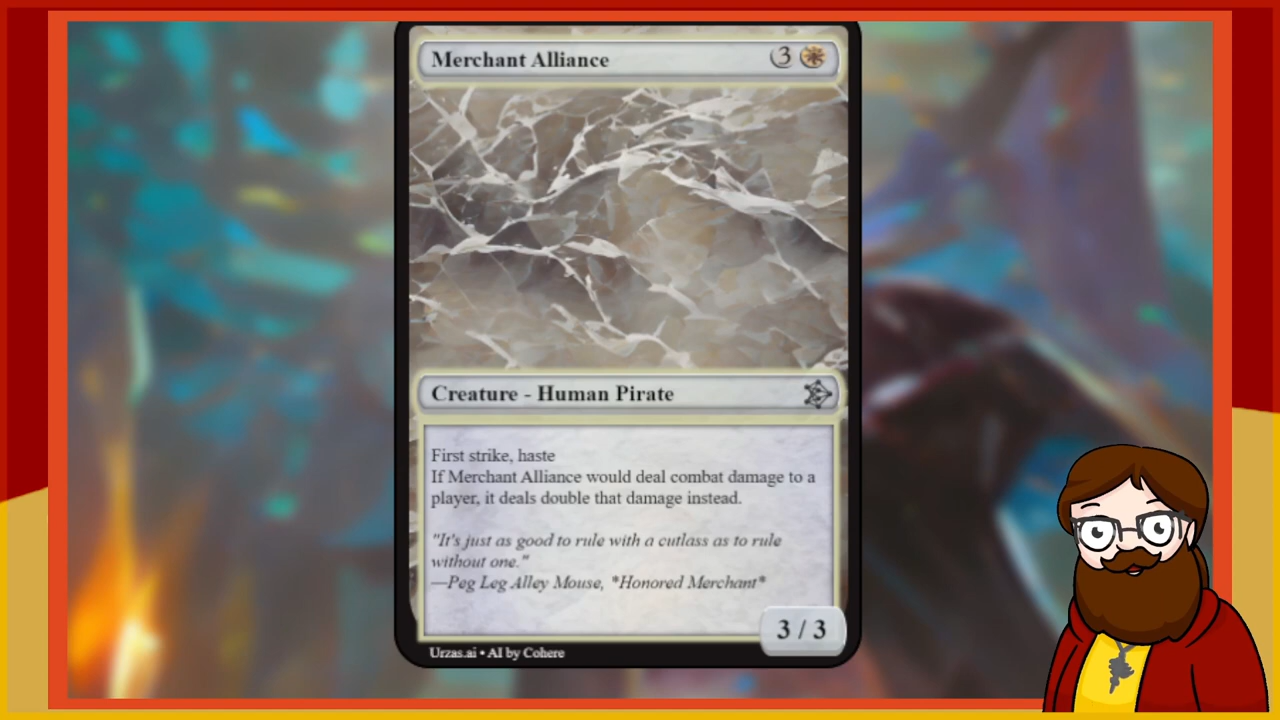 Merchant Alliance 3
Creature - Human Pirate
First strike, haste
If Merchant Alliance would deal combat damage to a
player, it deals double that damage instead.
"It's just as good to rule with a cutlass as to rule
without one."
—Peg Leg Alley Mouse, *Honored Merchant*
3 / 3
Urzas.ai • AI by Cohere